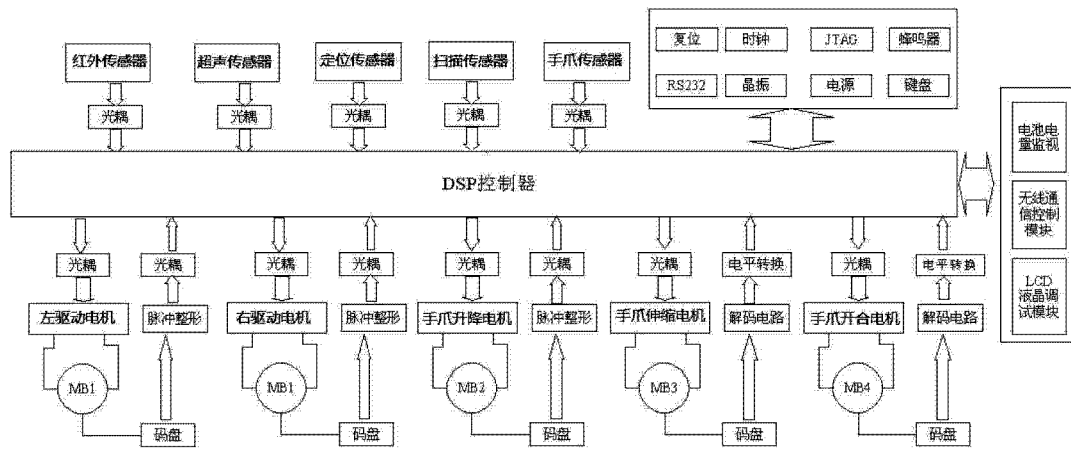 红外传感器
超声传感器
定位传感器
扫描传感器
手爪传感器
复位
时钟
JTAG
蜂鸣器
RS232
晶振
电源
键盘
光耦
光耦
光耦
光耦
光耦
DSP控制器
电池电
量监视
无线通
信控制
模块
LCD
液晶调
试模块
光耦
光耦
光耦
光耦
光耦
光耦
光耦
电平转换
光耦
电平转换
左驱动电机
脉冲整形
右驱动电机
脉冲整形
手爪升降电机
脉冲整形
手爪伸缩电机
解码电路
手爪开合电机
解码电路
MB1
MB1
MB2
MB3
MB4
码盘
码盘
码盘
码盘
码盘